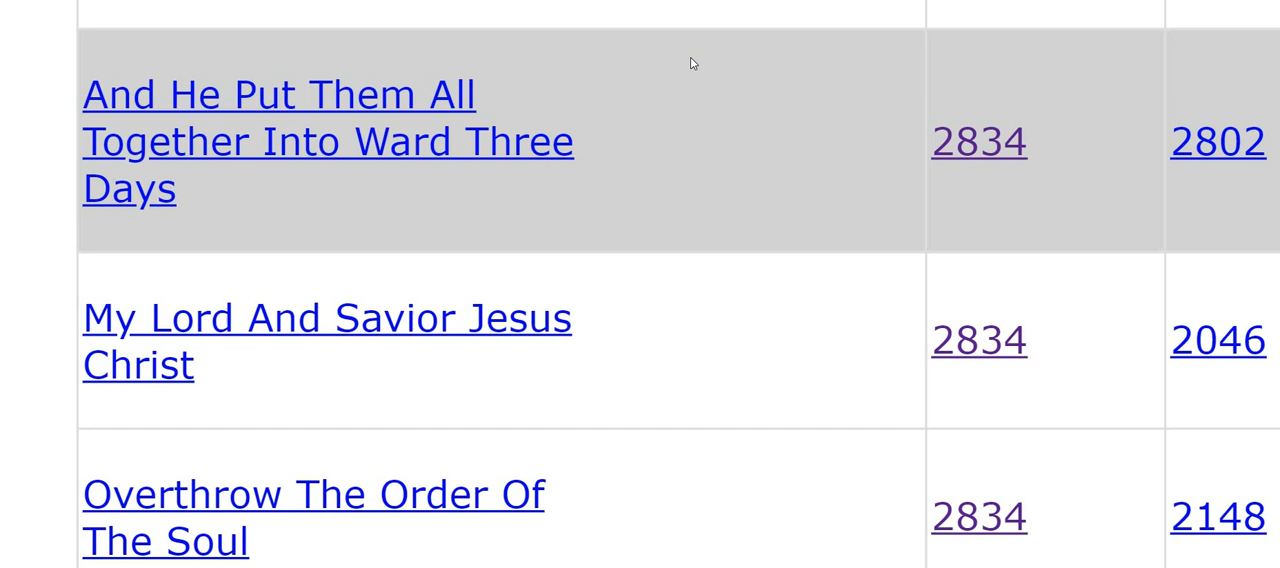 And He Put Them All
Together Into Ward Three
Days
2834
2802
My Lord And Savior Jesus
Christ
2834
2046
Overthrow The Order Of
The Soul
2834
2148